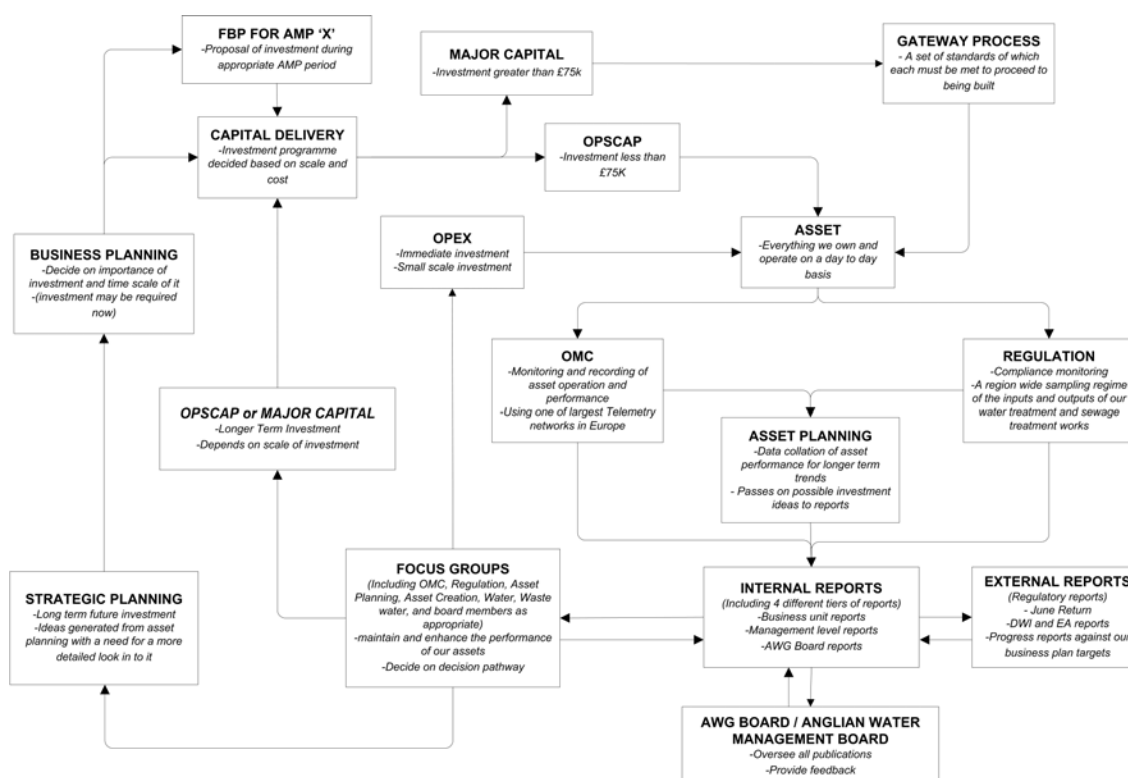 FBP FOR AMP 'X'
-Proposal of investment during
appropriate AMP period
MAJOR CAPITAL
-Investment greater than £75k
GATEWAY PROCESS
- A set of standards of which
each must be met to proceed to
being built
CAPITAL DELIVERY
-Investment programme
decided based on scale and
cost
OPSCAP
-Investment less than
£75K
BUSINESS PLANNING
-Decide on importance of
investment and time scale of it
-(investment may be required
now)
OPEX
-Immediate investment
-Small scale investment
ASSET
-Everything we own and
operate on a day to day
basis
OMC
-Monitoring and recording of
asset operation and
performance
-Using one of largest Telemetry
networks in Europe
REGULATION
-Compliance monitoring
-A region wide sampling regime
of the inputs and outputs of our
water treatment and sewage
treatment works
OPSCAP or MAJOR CAPITAL
-Longer Term Investment
-Depends on scale of investment
ASSET PLANNING
-Data collation of asset
performance for longer term
trends
- Passes on possible investment
ideas to reports
STRATEGIC PLANNING
-Long term future investment
-Ideas generated from asset
planning with a need for a more
detailed look in to it
FOCUS GROUPS
(Including OMC, Regulation, Asset
Planning, Asset Creation, Water, Waste
water, and board members as
appropriate)
-maintain and enhance the performance
of our assets
-Decide on decision pathway
INTERNAL REPORTS
(Including 4 different tiers of reports)
-Business unit reports
-Management level reports
-AWG Board reports
EXTERNAL REPORTS
(Regulatory reports)
- June Return
-DWI and EA reports
-Progress reports against our
business plan targets
AWG BOARD / ANGLIAN WATER
MANAGEMENT BOARD
-Oversee all publications
-Provide feedback